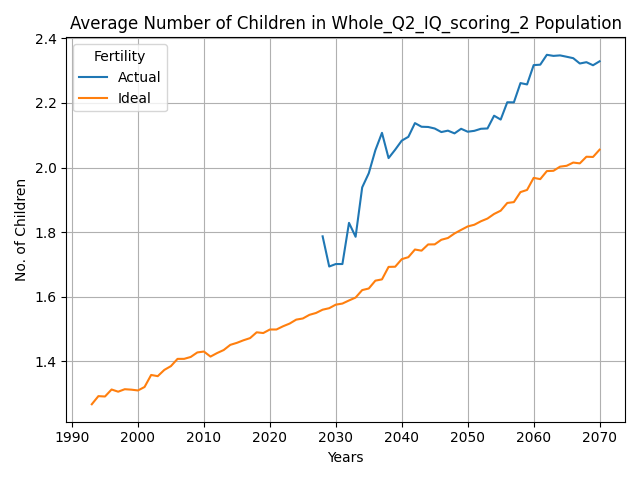 Average Number of Children in Whole_Q2_IQ_scoring_2 Population
Fertility
Actual
Ideal
No. of Children
2.4
2.2
2.0
1.8
1.6
1.4
1990 2000 2010 2020 2030 2040 2050 2060 2070
Years